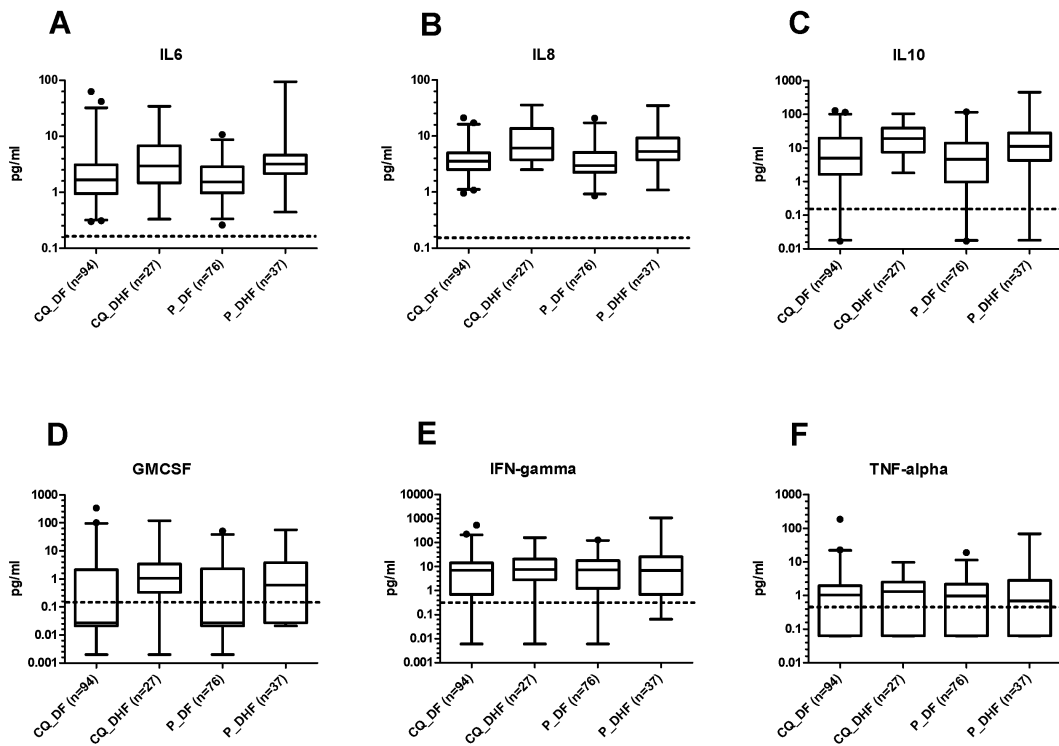 A
IL6
pg/ml
100
10
1
0.1
CQ_DF (n=94)
CQ_DHF (n=27)
P_DF (n=76)
P_DHF (n=37)
B
IL8
pg/ml
100
10
1
0.1
CQ_DF (n=94)
CQ_DHF (n=27)
P_DF (n=76)
P_DHF (n=37)
C
IL10
pg/ml
1000
100
10
1
0.1
0.01
CQ_DF (n=94)
CQ_DHF (n=27)
P_DF (n=76)
P_DHF (n=37)
D
GMCSF
pg/ml
1000
100
10
1
0.1
0.01
0.001
CQ_DF (n=94)
CQ_DHF (n=27)
P_DF (n=76)
P_DHF (n=37)
E
IFN-gamma
pg/ml
10000
1000
100
10
1
0.1
0.01
0.001
CQ_DF (n=94)
CQ_DHF (n=27)
P_DF (n=76)
P_DHF (n=37)
F
TNF-alpha
pg/ml
1000
100
10
1
0.1
0.01
CQ_DF (n=94)
CQ_DHF (n=27)
P_DF (n=76)
P_DHF (n=37)